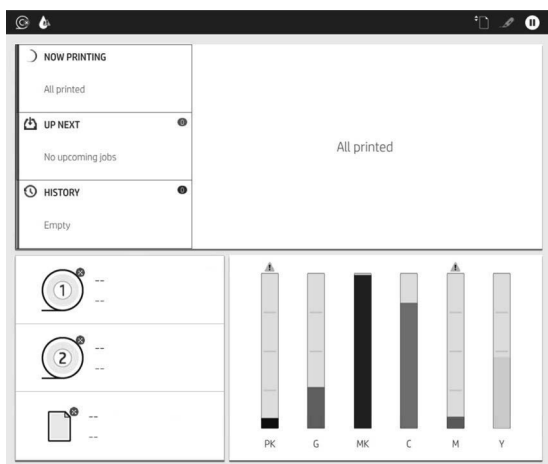 NOW PRINTING
All printed
UP NEXT
0
No upcoming jobs
HISTORY
0
Empty
All printed
1
--
--
2
--
--
--
--
PK G MK C M Y